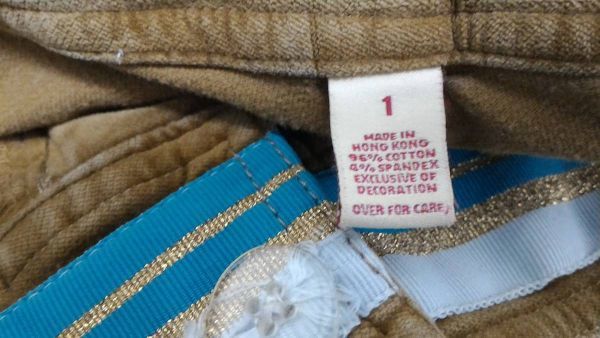 1
MADE IN
HONG KONG
96% COTTON
4% SPANDEX
EXCLUSIVE OF
DECORATION
OVER FOR CARE